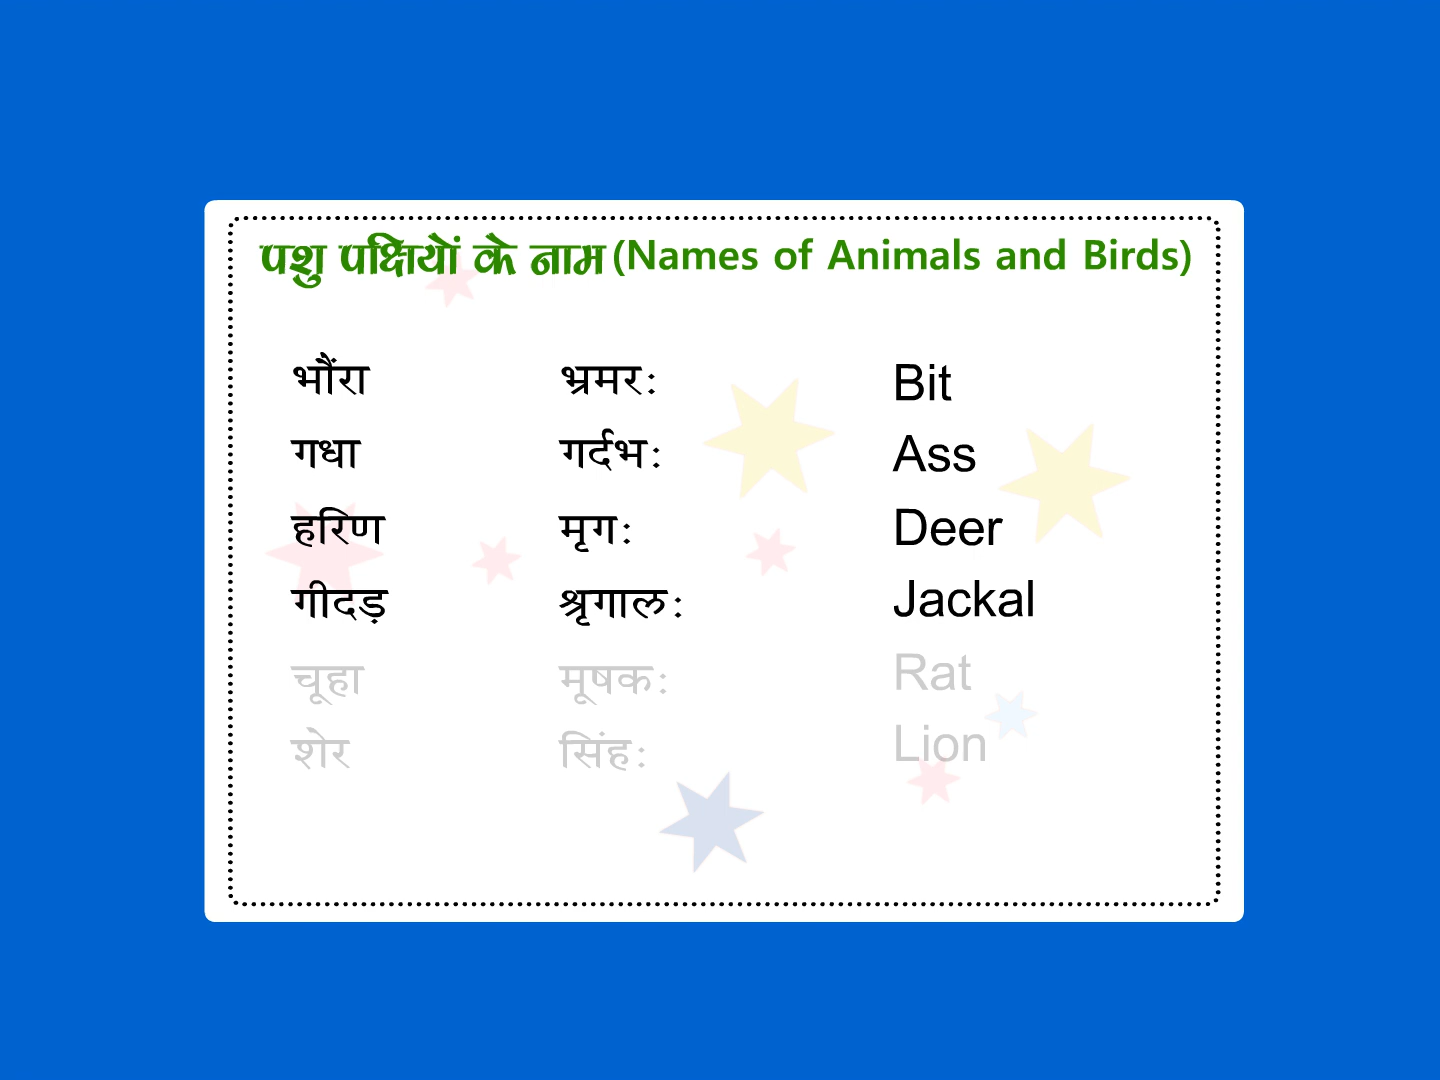 पशु पक्षियों के नाम (Names of Animals and Birds)
भौंरा भ्रमरः Bit
गधा गर्दभः Ass
हरिण मृगः Deer
गीदड़ श्रृगालः Jackal
चूहा मूषकः Rat
शेर सिंहः Lion